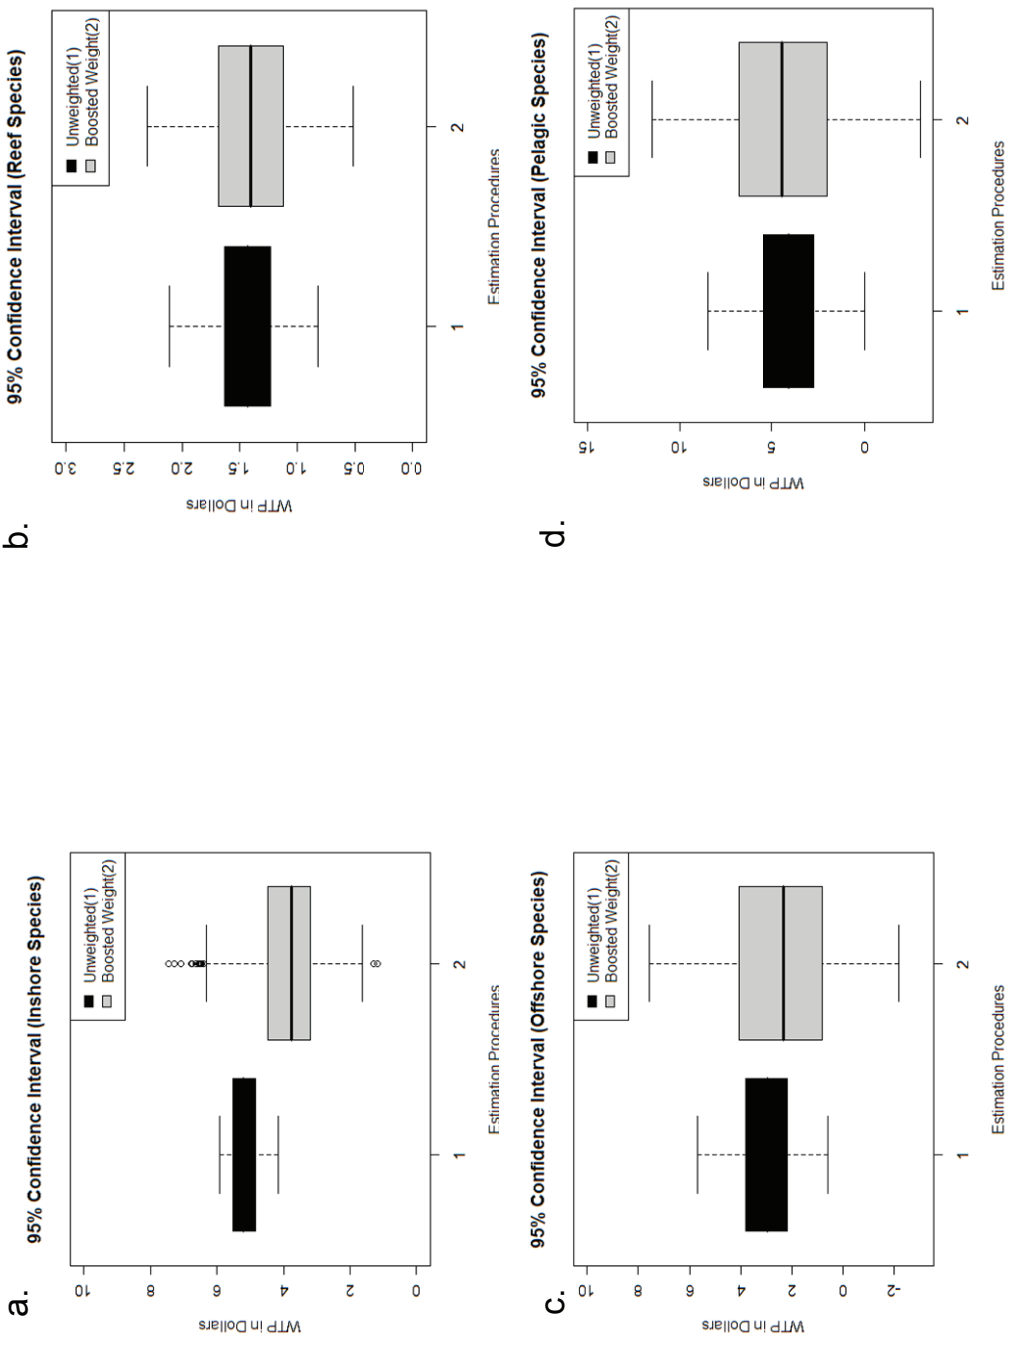 a.
95% Confidence Interval (Inshore Species)
Unweighted(1)
Boosted Weight(2)
WTP in Dollars
10
8
6
4
2
0
1
2
Estimation Procedures
b.
95% Confidence Interval (Reef Species)
Unweighted(1)
Boosted Weight(2)
WTP in Dollars
3.0
2.5
2.0
1.5
1.0
0.5
0.0
1
2
Estimation Procedures
c.
95% Confidence Interval (Offshore Species)
Unweighted(1)
Boosted Weight(2)
WTP in Dollars
10
8
6
4
2
0
-2
1
2
Estimation Procedures
d.
95% Confidence Interval (Pelagic Species)
Unweighted(1)
Boosted Weight(2)
WTP in Dollars
15
10
5
0
1
2
Estimation Procedures